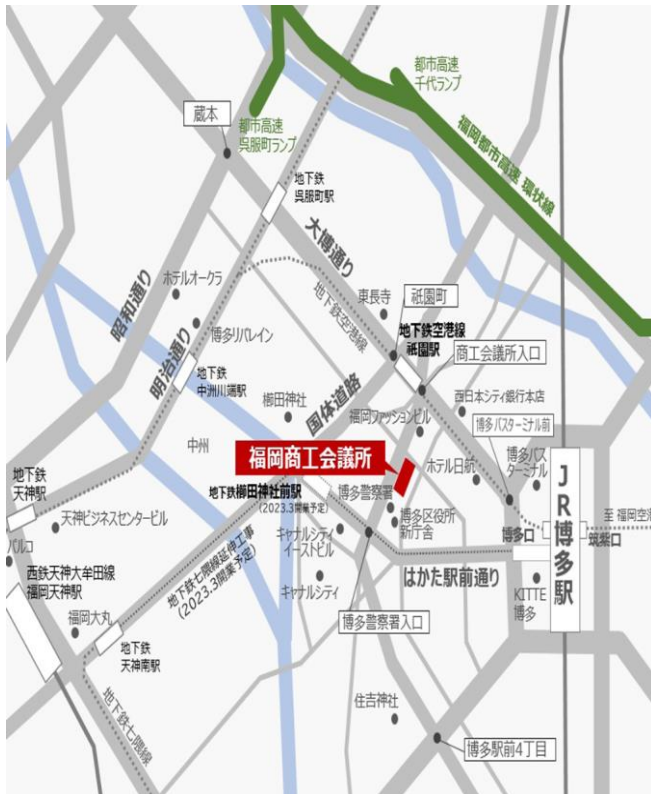 都市高速
千代ランプ
蔵本
都市高速
呉服町ランプ
福岡都市高速 環状線
地下鉄
呉服町駅
大博通り
地下鉄空港線
昭和通り
ホテルオークラ
東長寺
祇園町
明治通り
博多リバレイン
地下鉄空港線
祇園駅
商工会議所入口
地下鉄
中洲川端駅
国体道路
櫛田神社
西日本シティ銀行本店
福岡ファッションビル
博多バスターミナル前
中州
福岡商工会議所
ホテル日航
博多バス
ターミナル
JR博多駅
地下鉄
天神駅
地下鉄櫛田神社前駅
(2023.3開業予定)
博多警察署
天神ビジネスセンタービル
博多区役所
新庁舎
至 福岡空港
パルコ
キャナルシティ
イーストビル
博多口
筑紫口
地下鉄七隈線延伸工事
(2023.3開業予定)
はかた駅前通り
西鉄天神大牟田線
福岡天神駅
キャナルシティ
KITTE
博多
福岡大丸
博多警察署入口
地下鉄
天神南駅
住吉神社
地下鉄七隈線
博多駅前4丁目